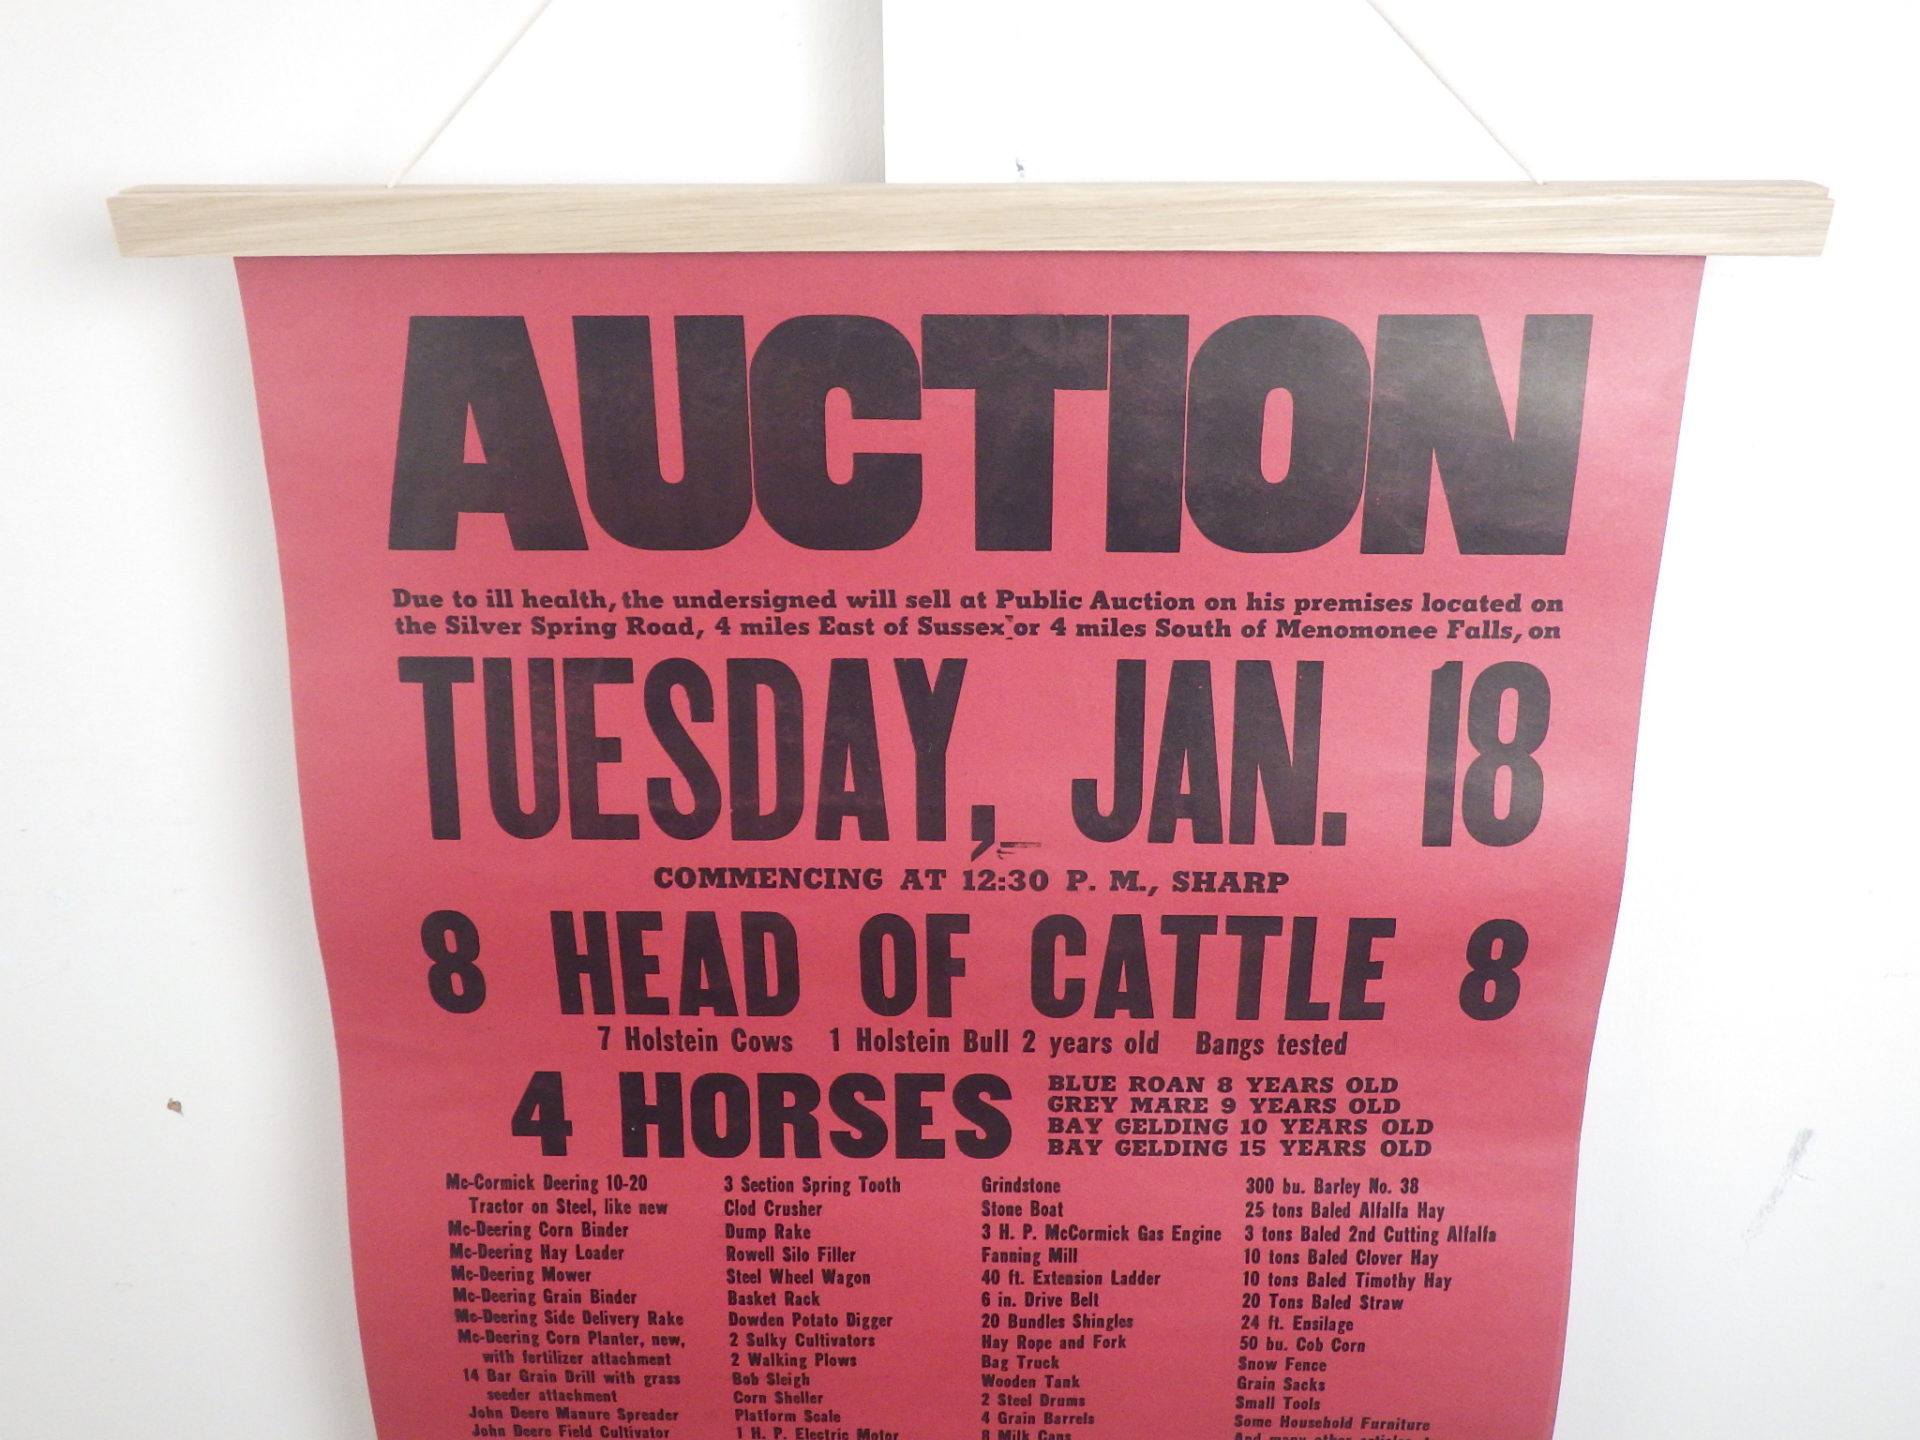 AUCTION
Due to ill health, the undersigned will sell at Public Auction on his premises located on
the Silver Spring Road, 4 miles East of Sussex or 4 miles South of Menomonee Falls, on
TUESDAY, JAN. 18
COMMENCING AT 12:30 P. M., SHARP
8 HEAD OF CATTLE 8
7 Holstein Cows 1 Holstein Bull 2 years old Bangs tested
4 HORSES
BLUE ROAN 8 YEARS OLD
GREY MARE 9 YEARS OLD
BAY GELDING 10 YEARS OLD
BAY GELDING 15 YEARS OLD
Mc-Cormick Deering 10-20
Tractor on Steel, like new
Mc-Deering Corn Binder
Mc-Deering Hay Loader
Mc-Deering Mower
Mc-Deering Grain Binder
Mc-Deering Side Delivery Rake
Mc-Deering Corn Planter, new,
with fertilizer attachment
14 Bar Grain Drill with grass
seeder attachment
John Deere Manure Spreader
John Deere Field Cultivator
3 Section Spring Tooth
Clod Crusher
Dump Rake
Rowell Silo Filler
Steel Wheel Wagon
Basket Rack
Dowden Potato Digger
2 Sulky Cultivators
2 Walking Plows
Bob Sleigh
Corn Sheller
Platform Scale
1 H. P. Electric Motor
Grindstone
Stone Boat
3 H. P. McCormick Gas Engine
Fanning Mill
40 ft. Extension Ladder
6 in. Drive Belt
20 Bundles Shingles
Hay Rope and Fork
Bag Truck
Wooden Tank
2 Steel Drums
4 Grain Barrels
8 Milk Cans
300 bu. Barley No. 38
25 tons Baled Alfalfa Hay
3 tons Baled 2nd Cutting Alfalfa
10 tons Baled Clover Hay
10 tons Baled Timothy Hay
20 Tons Baled Straw
24 ft. Ensilage
50 bu. Cob Corn
Snow Fence
Grain Sacks
Small Tools
Some Household Furniture
And many other articles